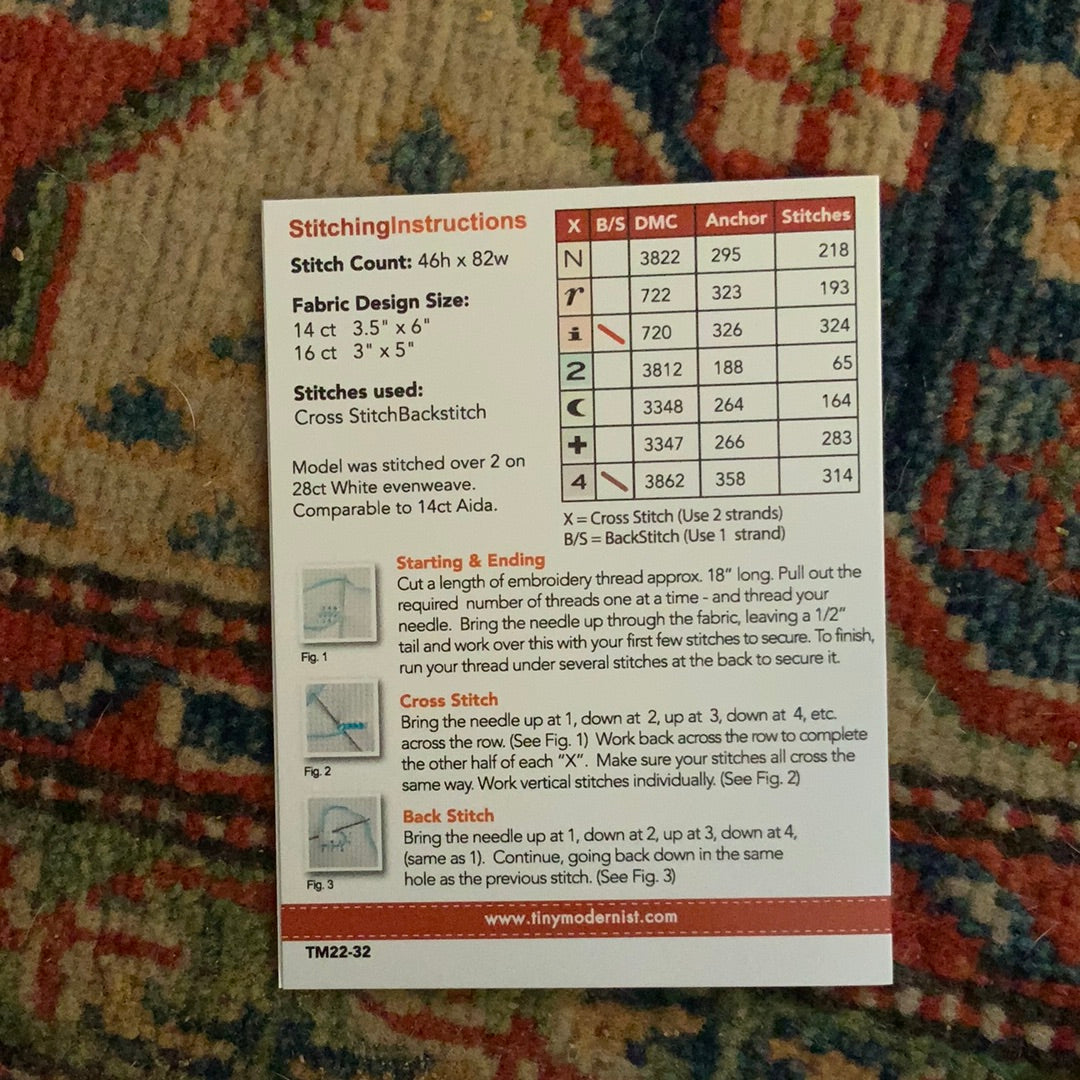 StitchingInstructions
Stitch Count: 46h x 82w
Fabric Design Size:
14 ct 3.5" x 6"
16 ct 3" x 5"
Stitches used:
Cross StitchBackstitch
Model was stitched over 2 on
28ct White evenweave.
Comparable to 14ct Aida.
X B/S DMC Anchor Stitches
N 3822 295 218
r 722 323 193
i 720 326 324
2 3812 188 65
3348 264 164
+ 3347 266 283
4 3862 358 314
X = Cross Stitch (Use 2 strands)
B/S = BackStitch (Use 1 strand)
Starting & Ending
Cut a length of embroidery thread approx. 18" long. Pull out the
required number of threads one at a time - and thread your
needle. Bring the needle up through the fabric, leaving a 1/2"
tail and work over this with your first few stitches to secure. To finish,
run your thread under several stitches at the back to secure it.
Fig. 1
Cross Stitch
Bring the needle up at 1, down at 2, up at 3, down at 4, etc.
across the row. (See Fig. 1) Work back across the row to complete
the other half of each "X". Make sure your stitches all cross the
same way. Work vertical stitches individually. (See Fig. 2)
Fig. 2
Back Stitch
Bring the needle up at 1, down at 2, up at 3, down at 4,
(same as 1). Continue, going back down in the same
hole as the previous stitch. (See Fig. 3)
Fig. 3
www.tinymodernist.com
TM22-32